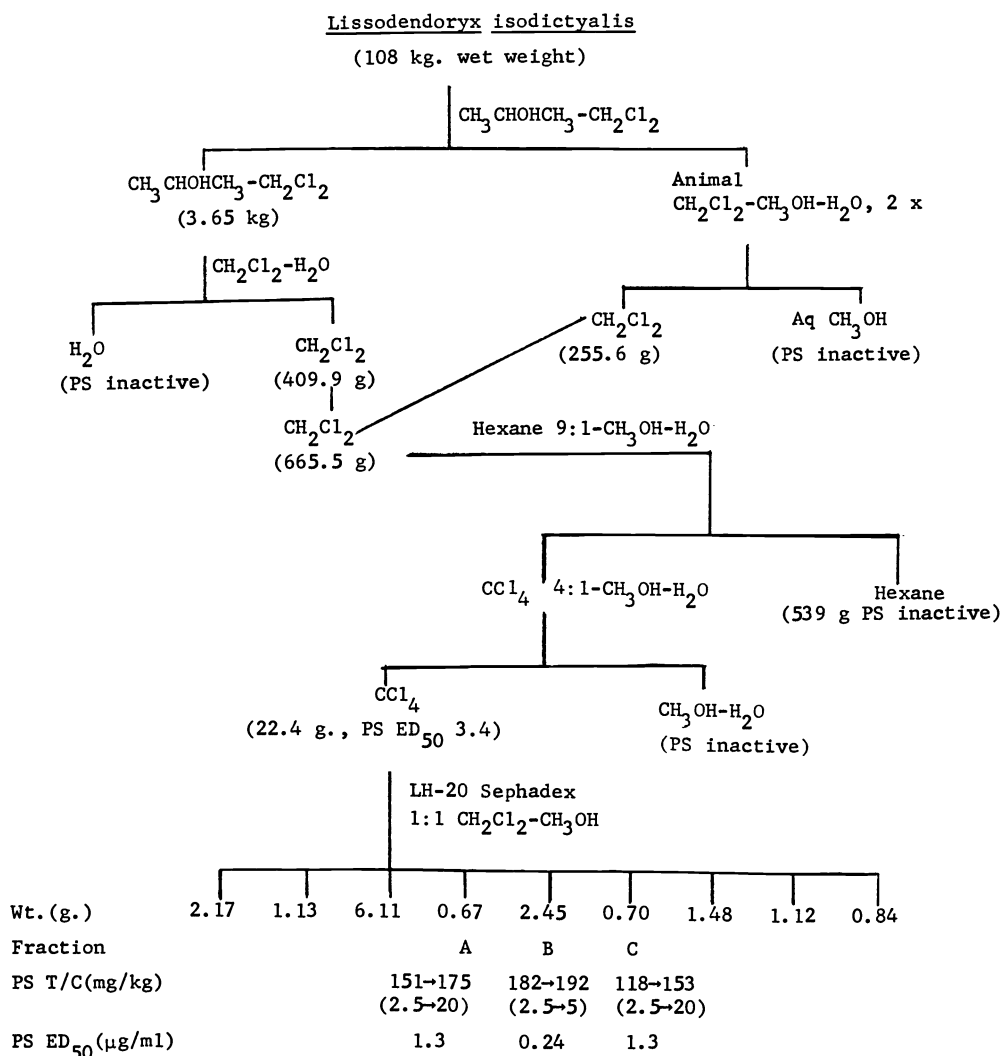 Lissodendoryx isodictyalis
(108 kg. wet weight)
CH3CHOHCH3-CH2Cl2
CH3CHOHCH3-CH2Cl2
(3.65 kg)
Animal
CH2Cl2-CH3OH-H2O, 2 x
CH2Cl2-H2O
H2O
(PS inactive)
CH2Cl2
(409.9 g)
CH2Cl2
(255.6 g)
Aq CH3OH
(PS inactive)
CH2Cl2
(665.5 g)
Hexane 9:1-CH3OH-H2O
CCl4 4:1-CH3OH-H2O
Hexane
(539 g PS inactive)
CCl4
(22.4 g., PS ED50 3.4)
CH3OH-H2O
(PS inactive)
LH-20 Sephadex
1:1 CH2Cl2-CH3OH
Wt.(g.) 2.17 1.13 6.11 0.67 2.45 0.70 1.48 1.12 0.84
Fraction A B C
PS T/C(mg/kg) 151→175 182→192 118→153
(2.5→20) (2.5→5) (2.5→20)
PS ED50(μg/ml) 1.3 0.24 1.3